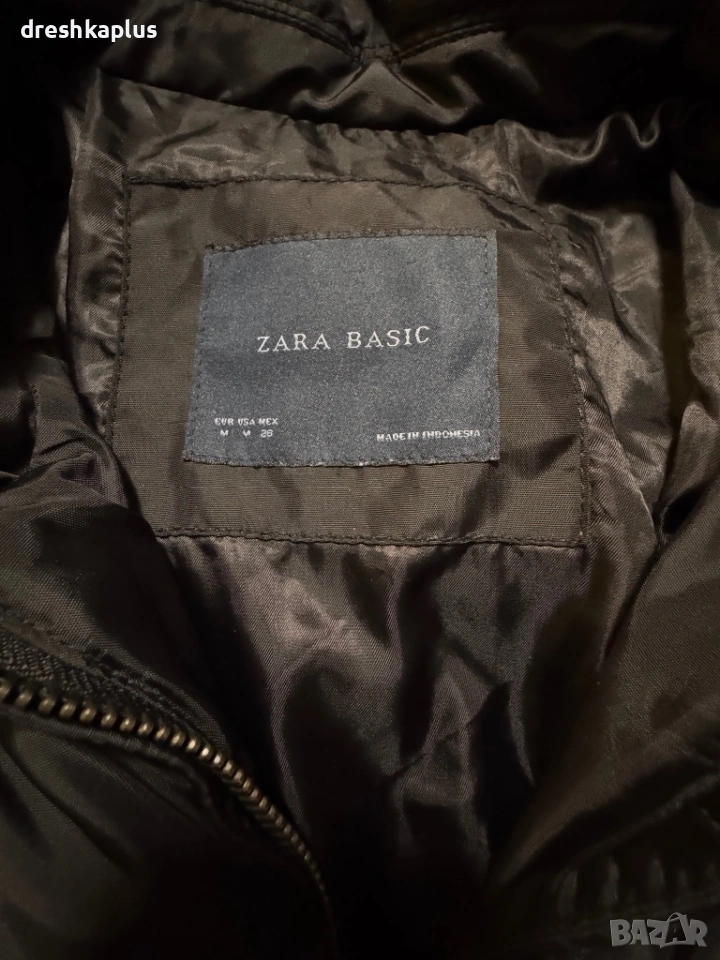 dreshkaplus
ZARA BASIC
EUR USA MEX
M M 28
MADE IN INDONESIA
BAZAR